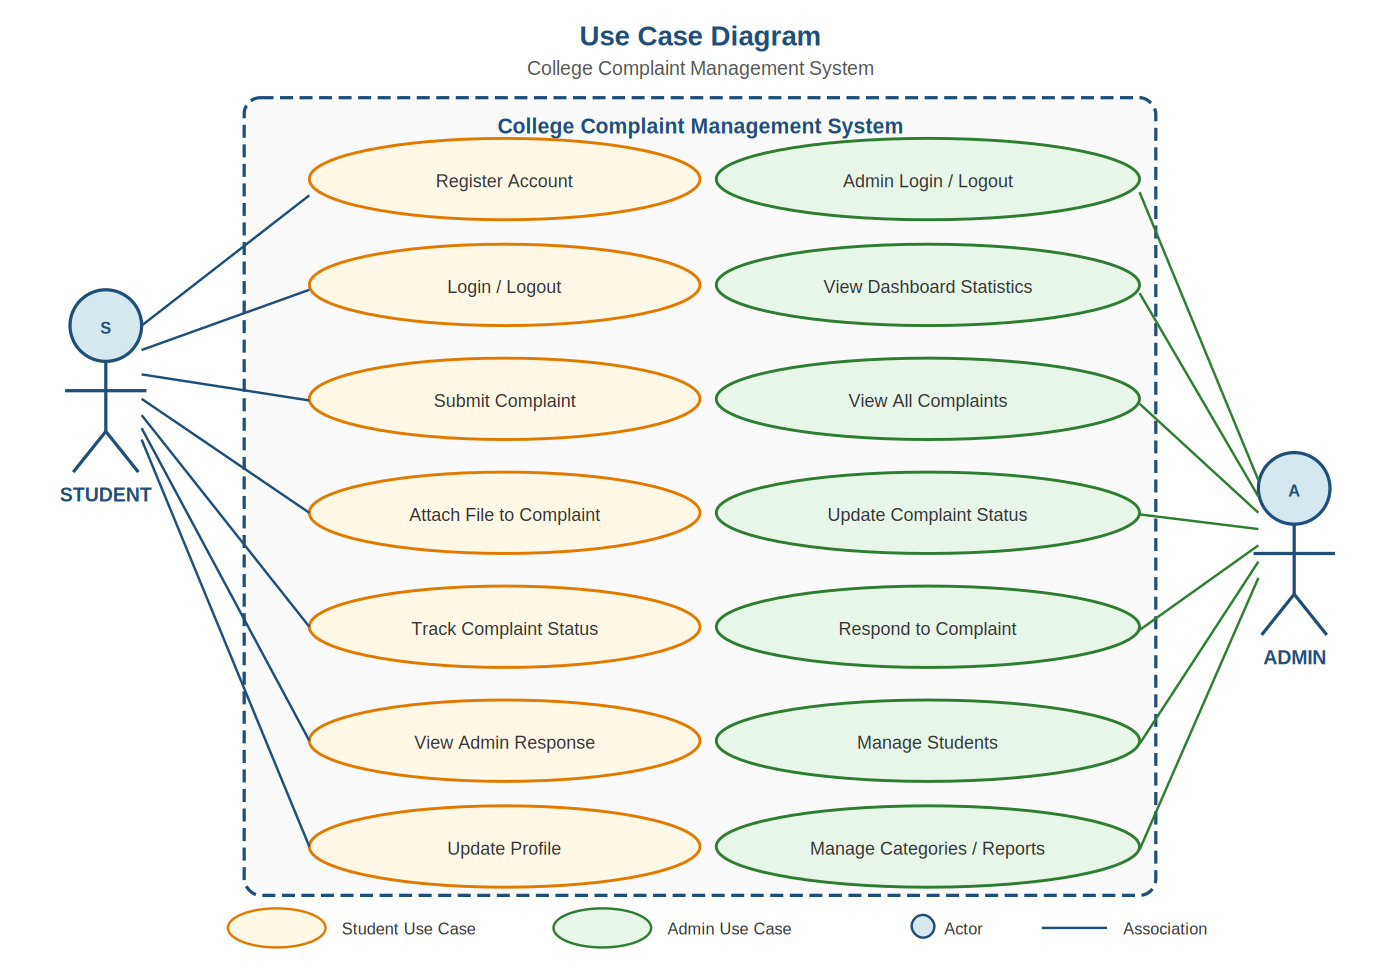 Use Case Diagram
College Complaint Management System
College Complaint Management System
Register Account
Admin Login / Logout
Login / Logout
View Dashboard Statistics
S
Submit Complaint
View All Complaints
STUDENT
A
Attach File to Complaint
Update Complaint Status
Track Complaint Status
Respond to Complaint
ADMIN
View Admin Response
Manage Students
Update Profile
Manage Categories / Reports
Student Use Case
Admin Use Case
Actor
Association